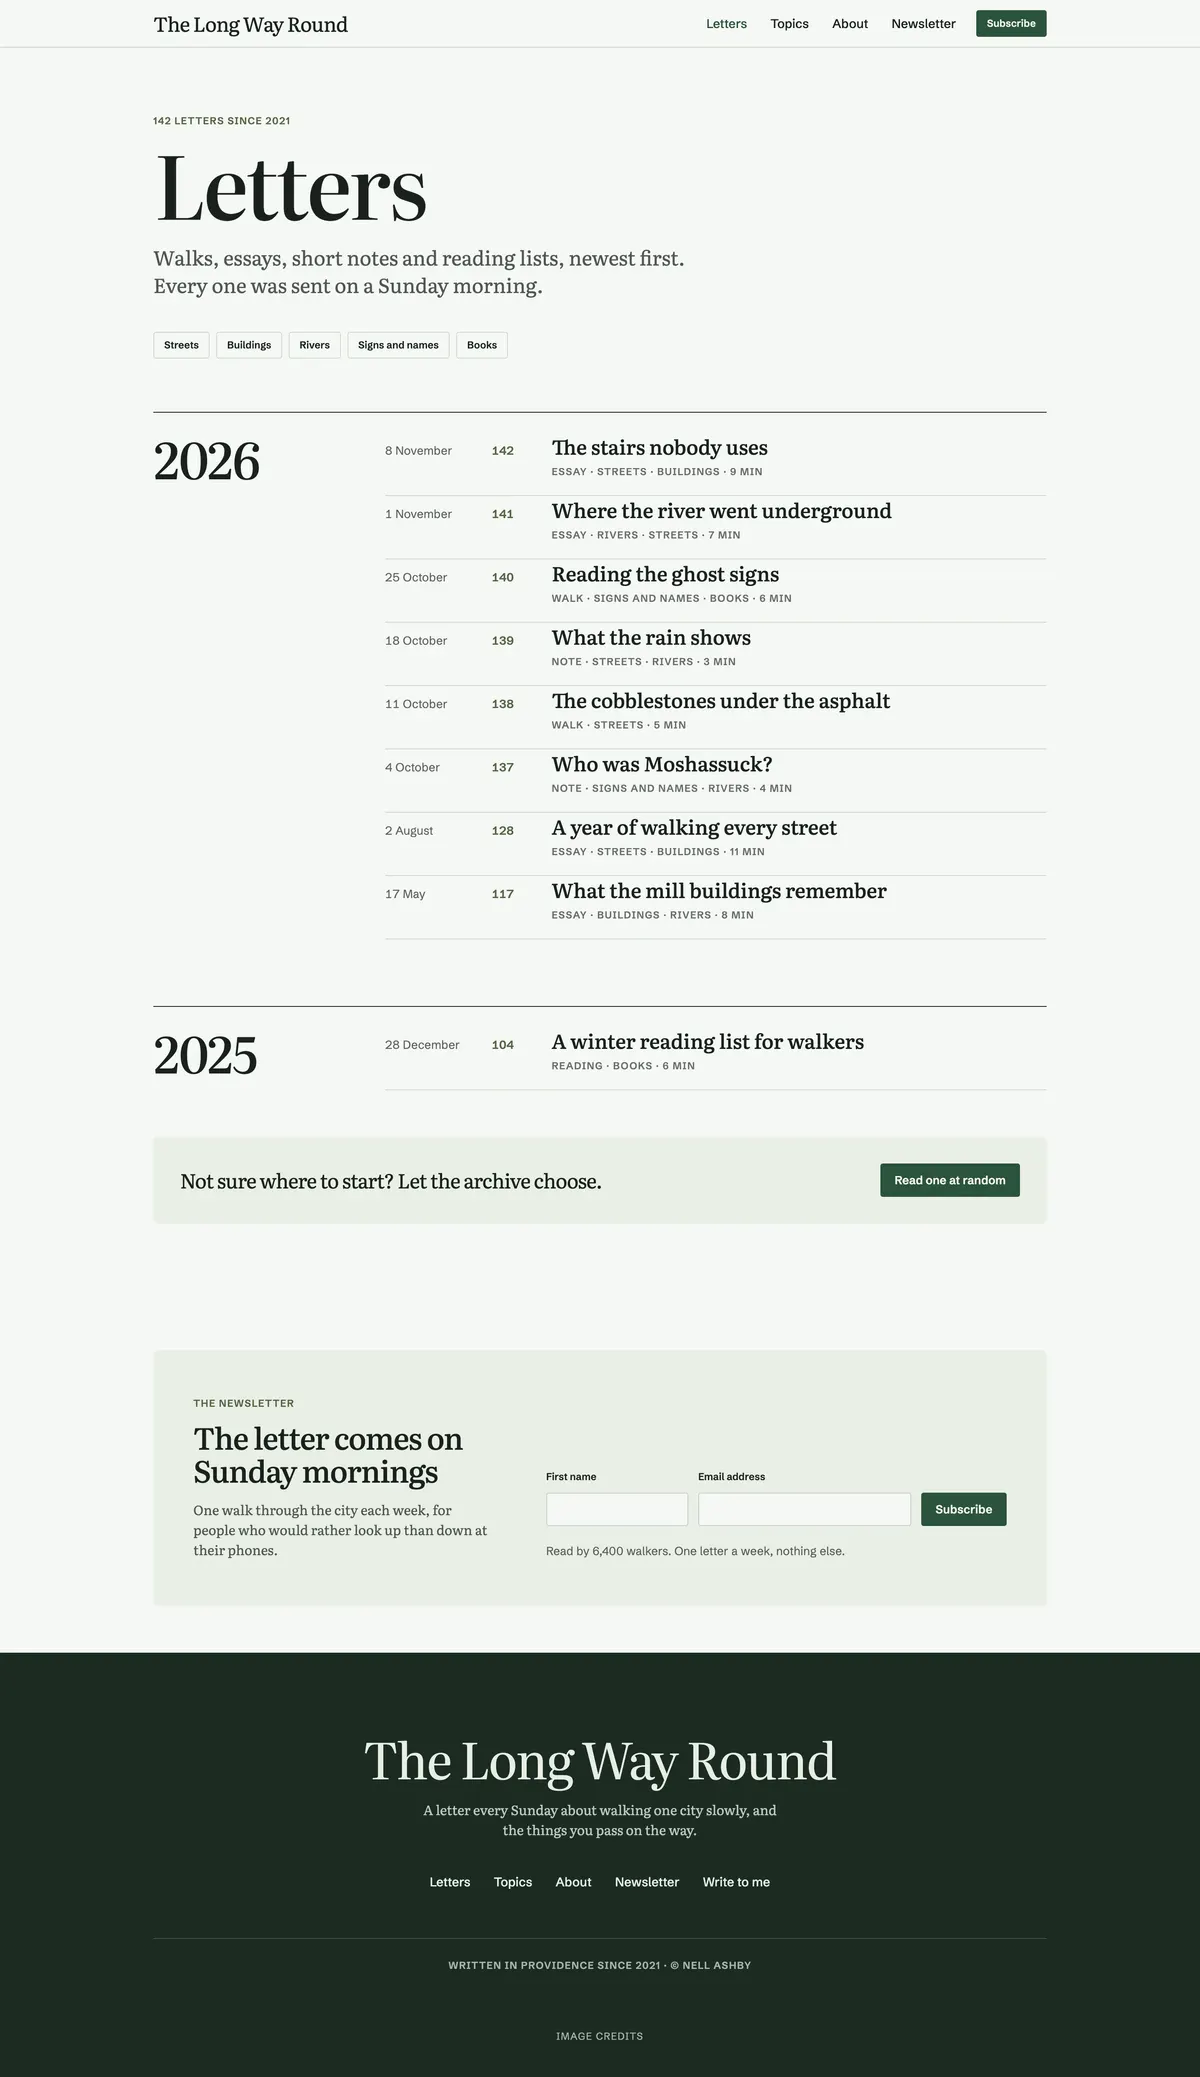 The Long Way Round
Letters
Topics
About
Newsletter
Subscribe
142 LETTERS SINCE 2021
Letters
Walks, essays, short notes and reading lists, newest first.
Every one was sent on a Sunday morning.
Streets
Buildings
Rivers
Signs and names
Books
2026
8 November
142
The stairs nobody uses
ESSAY · STREETS · BUILDINGS · 9 MIN
1 November
141
Where the river went underground
ESSAY · RIVERS · STREETS · 7 MIN
25 October
140
Reading the ghost signs
WALK · SIGNS AND NAMES · BOOKS · 6 MIN
18 October
139
What the rain shows
NOTE · STREETS · RIVERS · 3 MIN
11 October
138
The cobblestones under the asphalt
WALK · STREETS · 5 MIN
4 October
137
Who was Moshassuck?
NOTE · SIGNS AND NAMES · RIVERS · 4 MIN
2 August
128
A year of walking every street
ESSAY · STREETS · BUILDINGS · 11 MIN
17 May
117
What the mill buildings remember
ESSAY · BUILDINGS · RIVERS · 8 MIN
2025
28 December
104
A winter reading list for walkers
READING · BOOKS · 6 MIN
Not sure where to start? Let the archive choose.
Read one at random
THE NEWSLETTER
The letter comes on
Sunday mornings
One walk through the city each week, for
people who would rather look up than down at
their phones.
First name
Email address
Subscribe
Read by 6,400 walkers. One letter a week, nothing else.
The Long Way Round
A letter every Sunday about walking one city slowly, and
the things you pass on the way.
Letters
Topics
About
Newsletter
Write to me
WRITTEN IN PROVIDENCE SINCE 2021 · © NELL ASHBY
IMAGE CREDITS